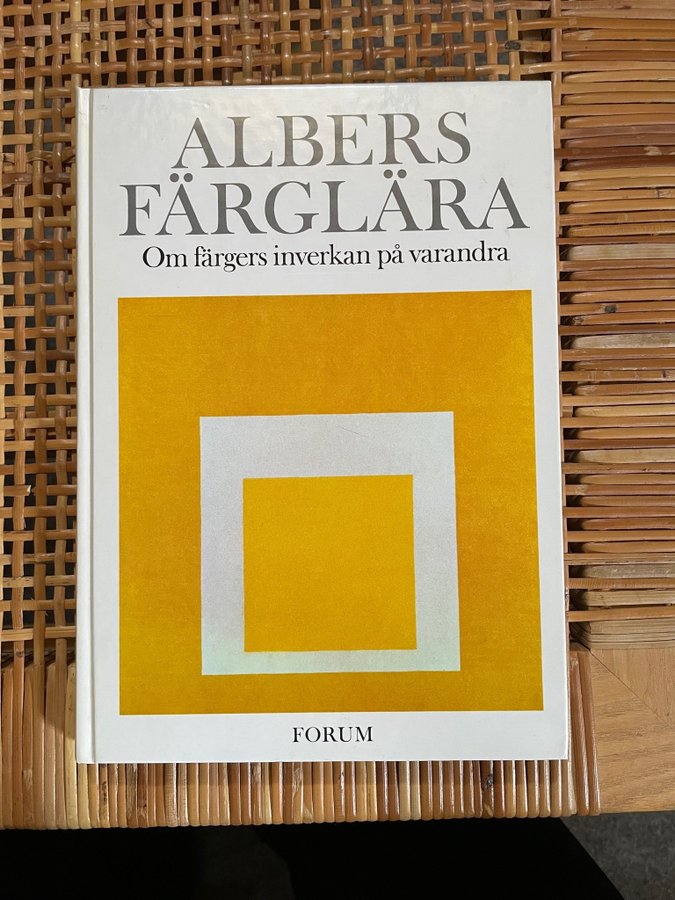 ALBERS
FÄRGLÄRA
Om färgers inverkan på varandra
FORUM